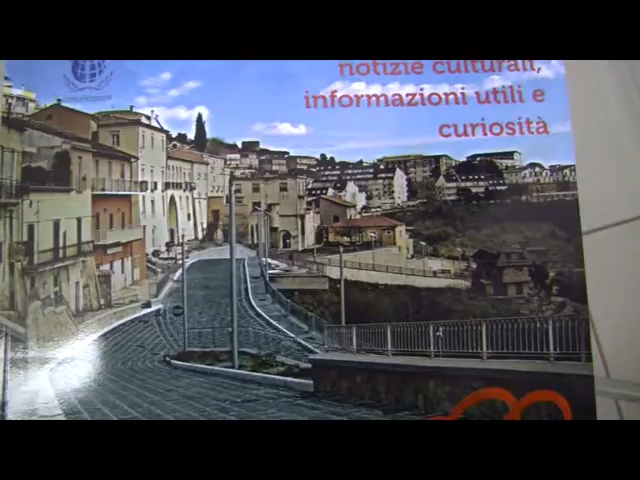 notizie culturali,
informazioni utili e
curiosità